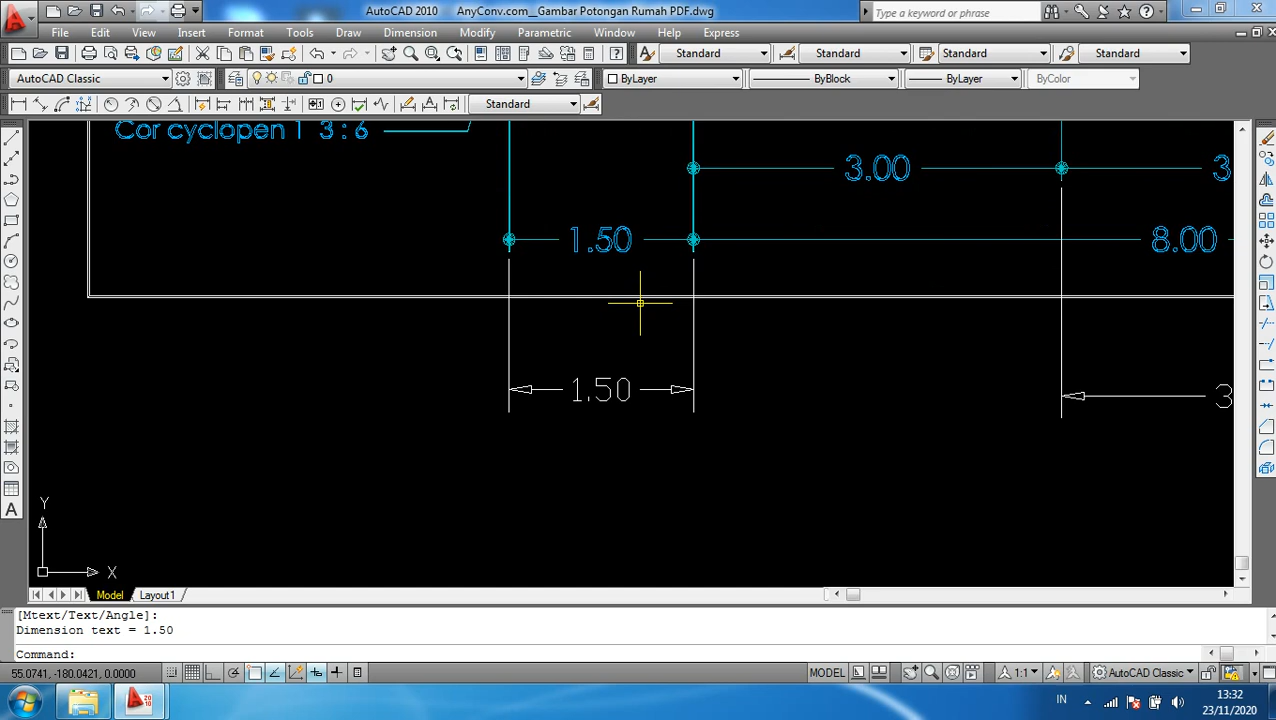 AutoCAD 2010 AnyConv.com__Gambar Potongan Rumah PDF.dwg
Type a keyword or phrase
File Edit View Insert Format Tools Draw Dimension Modify Parametric Window Help Express
Standard Standard Standard Standard
AutoCAD Classic 0 ByLayer ByBlock ByLayer ByColor
Standard
Cor cyclopen 1 3 : 6
3.00 3
1.50 8.00
1.50 3
Y
X
Model Layout1
[Mtext/Text/Angle]:
Dimension text = 1.50
Command:
55.0741, -180.0421, 0.0000 MODEL 1:1 AutoCAD Classic
IN 13:32
23/11/2020